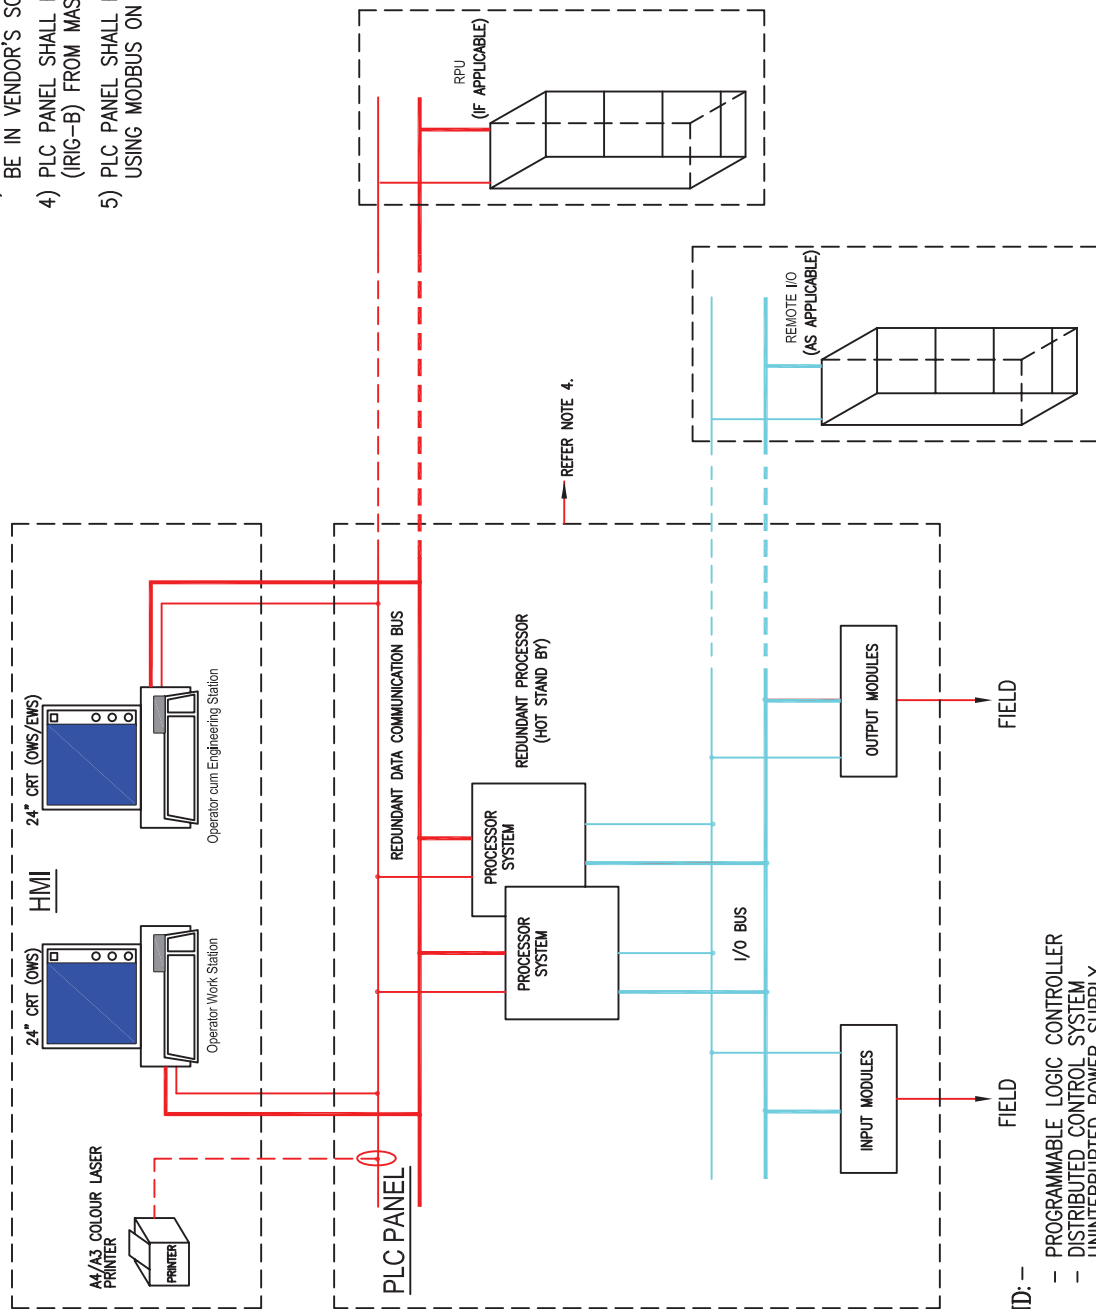 BE IN VENDOR'S
4) PLC PANEL SHALL
(IRIG-B) FROM
5) PLC PANEL SHALL
USING MODBUS ON
HMI
24" CRT (OWS)
24" CRT (OWS/EWS)
Operator Work Station
Operator cum Engineering Station
A4/A3 COLOUR LASER
PRINTER
PRINTER
PLC PANEL
REDUNDANT DATA COMMUNICATION BUS
RPU
(IF APPLICABLE)
PROCESSOR
SYSTEM
PROCESSOR
SYSTEM
REDUNDANT PROCESSOR
(HOT STAND BY)
REFER NOTE 4.
I/O BUS
REMOTE I/O
(AS APPLICABLE)
INPUT MODULES
OUTPUT MODULES
FIELD
FIELD
D:-
- PROGRAMMABLE LOGIC CONTROLLER
- DISTRIBUTED CONTROL SYSTEM
UNINTERRUPTED POWER SUPPLY